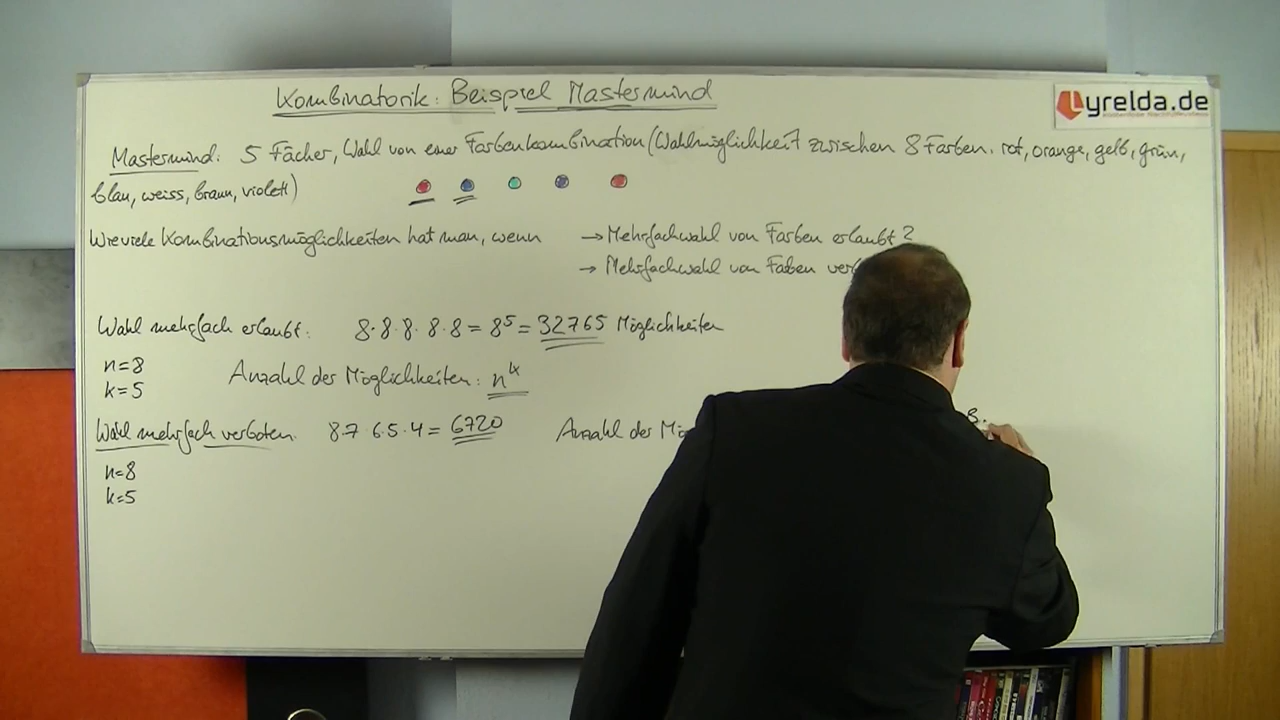 Kombinatorik: Beispiel Mastermind
Lyrelda.de
Mastermind: 5 Fächer, Wahl von einer Farbenkombination (Wahlmöglichkeit zwischen 8 Farben. rot, orange, gelb, grün,
blau, weiss, braun, violett)
Wieviele Kombinationsmöglichkeiten hat man, wenn → Mehrfachwahl von Farben erlaubt?
→ Mehrfachwahl von Faben
Wahl mehrfach erlaubt: 8·8·8·8·8 = 8⁵ = 32765 Möglichkeiten
n=8
k=5
Anzahl der Möglichkeiten: nᵏ
Wahl mehrfach verboten. 8·7 6·5·4 = 6720 Anzahl der
n=8
k=5